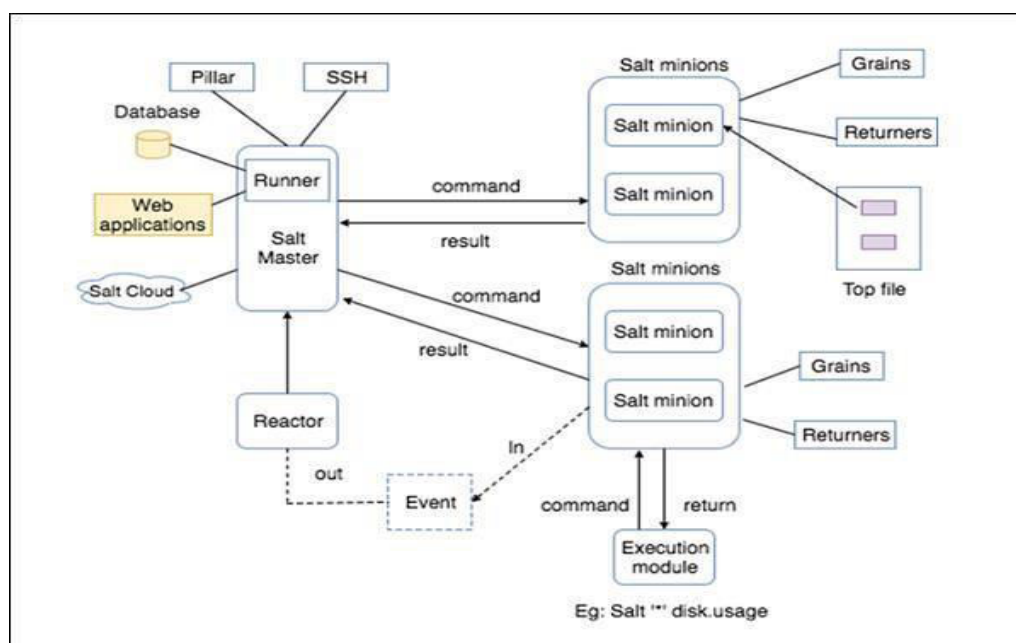 Pillar
SSH
Database
Runner
Web
applications
Salt
Master
Salt Cloud
Reactor
out
Event
In
command
result
command
result
Salt minions
Salt minion
Salt minion
Grains
Returners
Top file
Salt minions
Salt minion
Salt minion
Grains
Returners
command
return
Execution
module
Eg: Salt '*' disk.usage